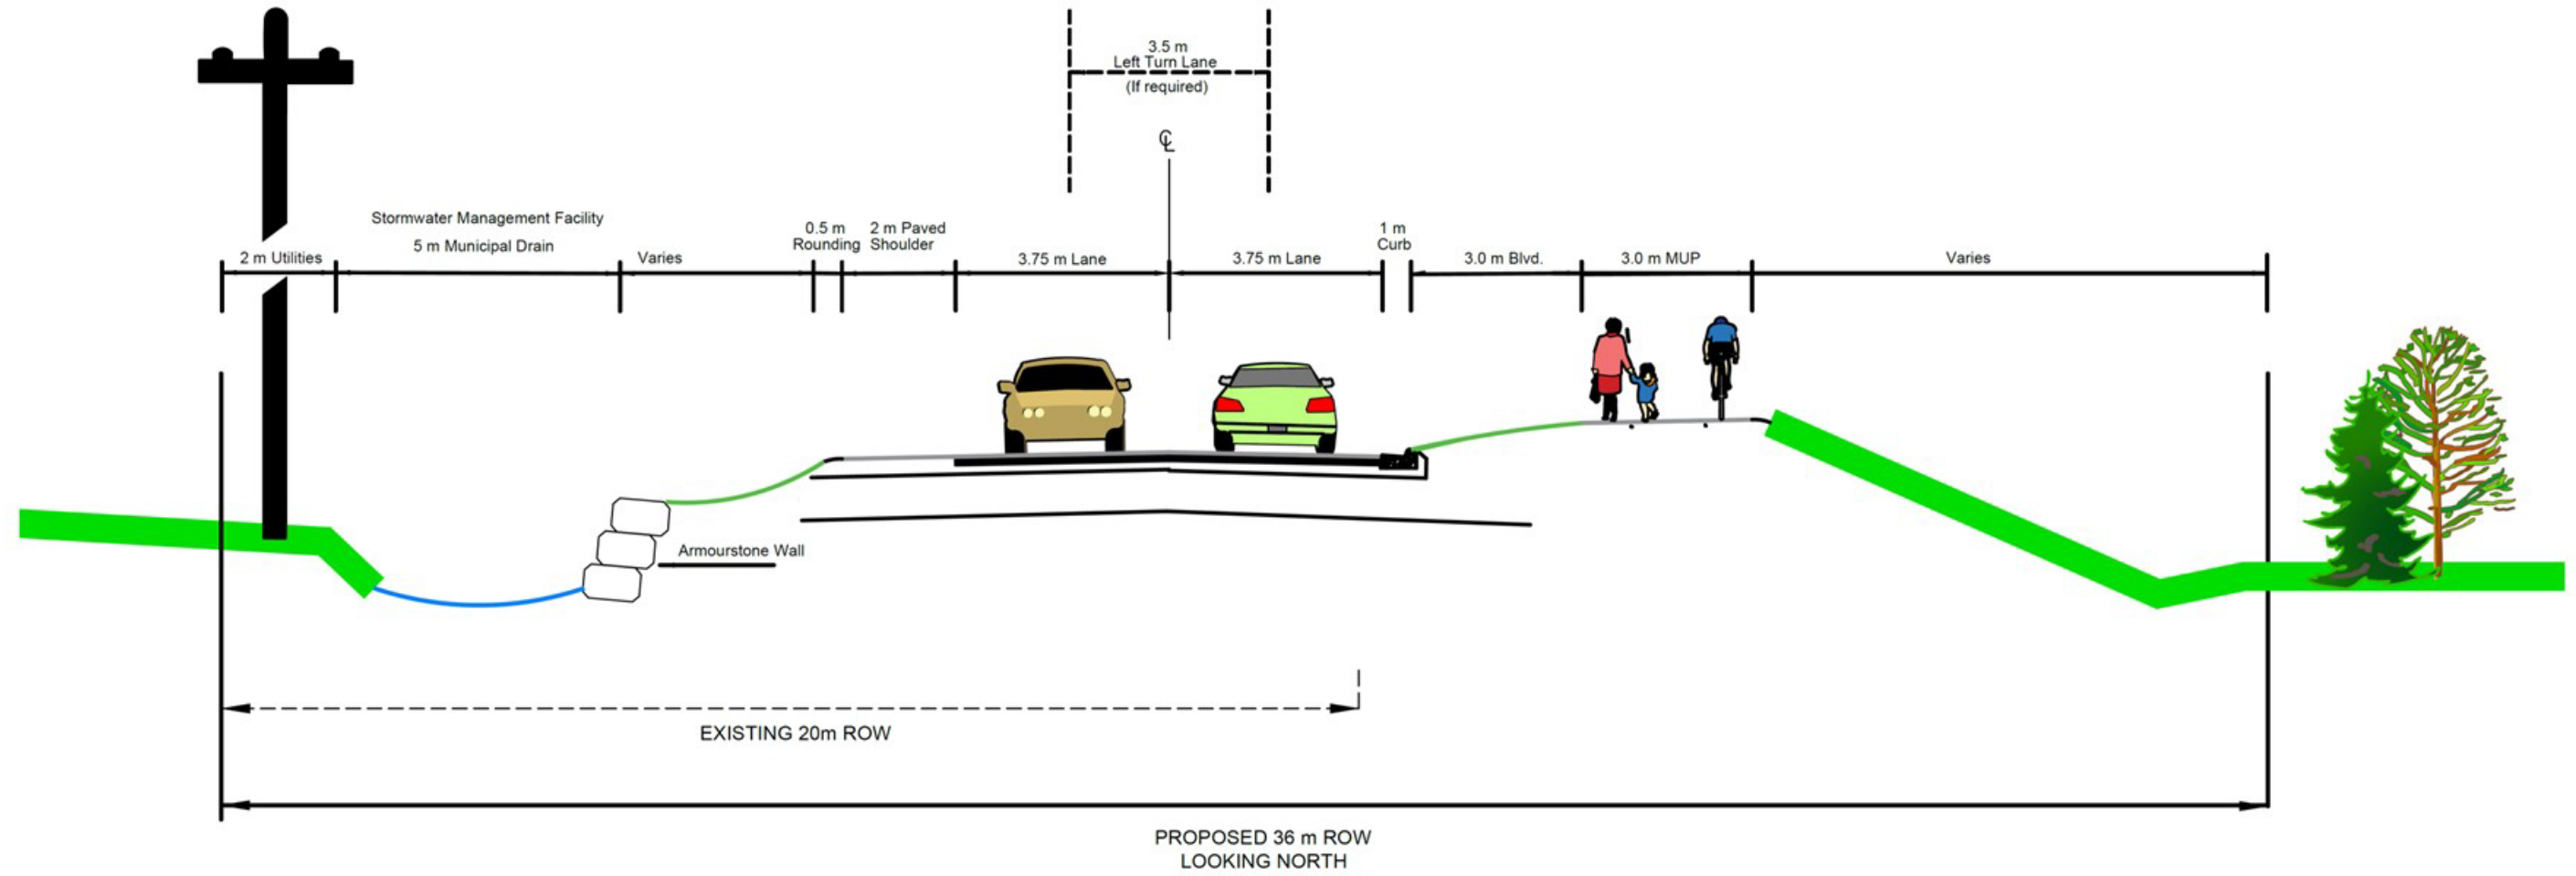 3.5 m
Left Turn Lane
(If required)
℄
Stormwater Management Facility
5 m Municipal Drain
2 m Utilities
Varies
0.5 m
Rounding
2 m Paved
Shoulder
3.75 m Lane
3.75 m Lane
1 m
Curb
3.0 m Blvd.
3.0 m MUP
Varies
Armourstone Wall
EXISTING 20m ROW
PROPOSED 36 m ROW
LOOKING NORTH